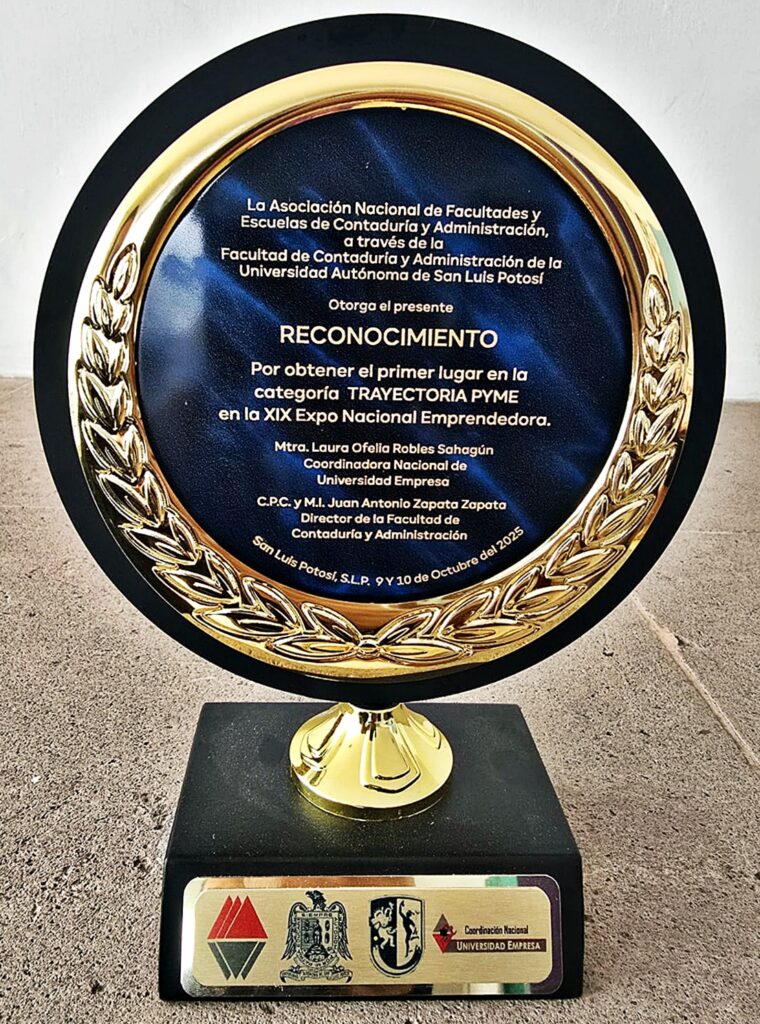 La Asociación Nacional de Facultades y
Escuelas de Contaduría y Administración,
a través de la
Facultad de Contaduría y Administración de la
Universidad Autónoma de San Luis Potosí
Otorga el presente
RECONOCIMIENTO
Por obtener el primer lugar en la
categoría TRAYECTORIA PYME
en la XIX Expo Nacional Emprendedora.
Mtra. Laura Ofelia Robles Sahagún
Coordinadora Nacional de
Universidad Empresa
C.P.C. y M.I. Juan Antonio Zapata Zapata
Director de la Facultad de
Contaduría y Administración
San Luis Potosí, S.L.P. 9 Y 10 de Octubre del 2025
SIEMPRE
Coordinación Nacional
UNIVERSIDAD EMPRESA